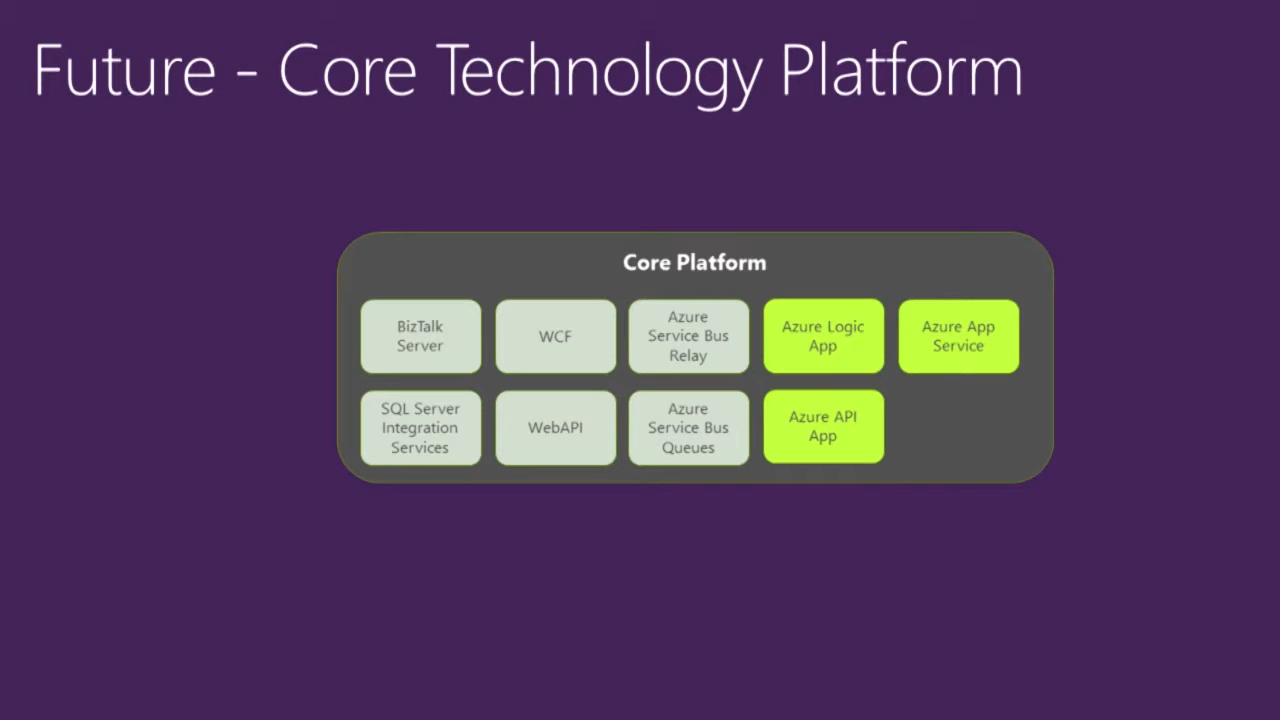 Future - Core Technology Platform
Core Platform
BizTalk
Server
WCF
Azure
Service Bus
Relay
Azure Logic
App
Azure App
Service
SQL Server
Integration
Services
WebAPI
Azure
Service Bus
Queues
Azure API
App